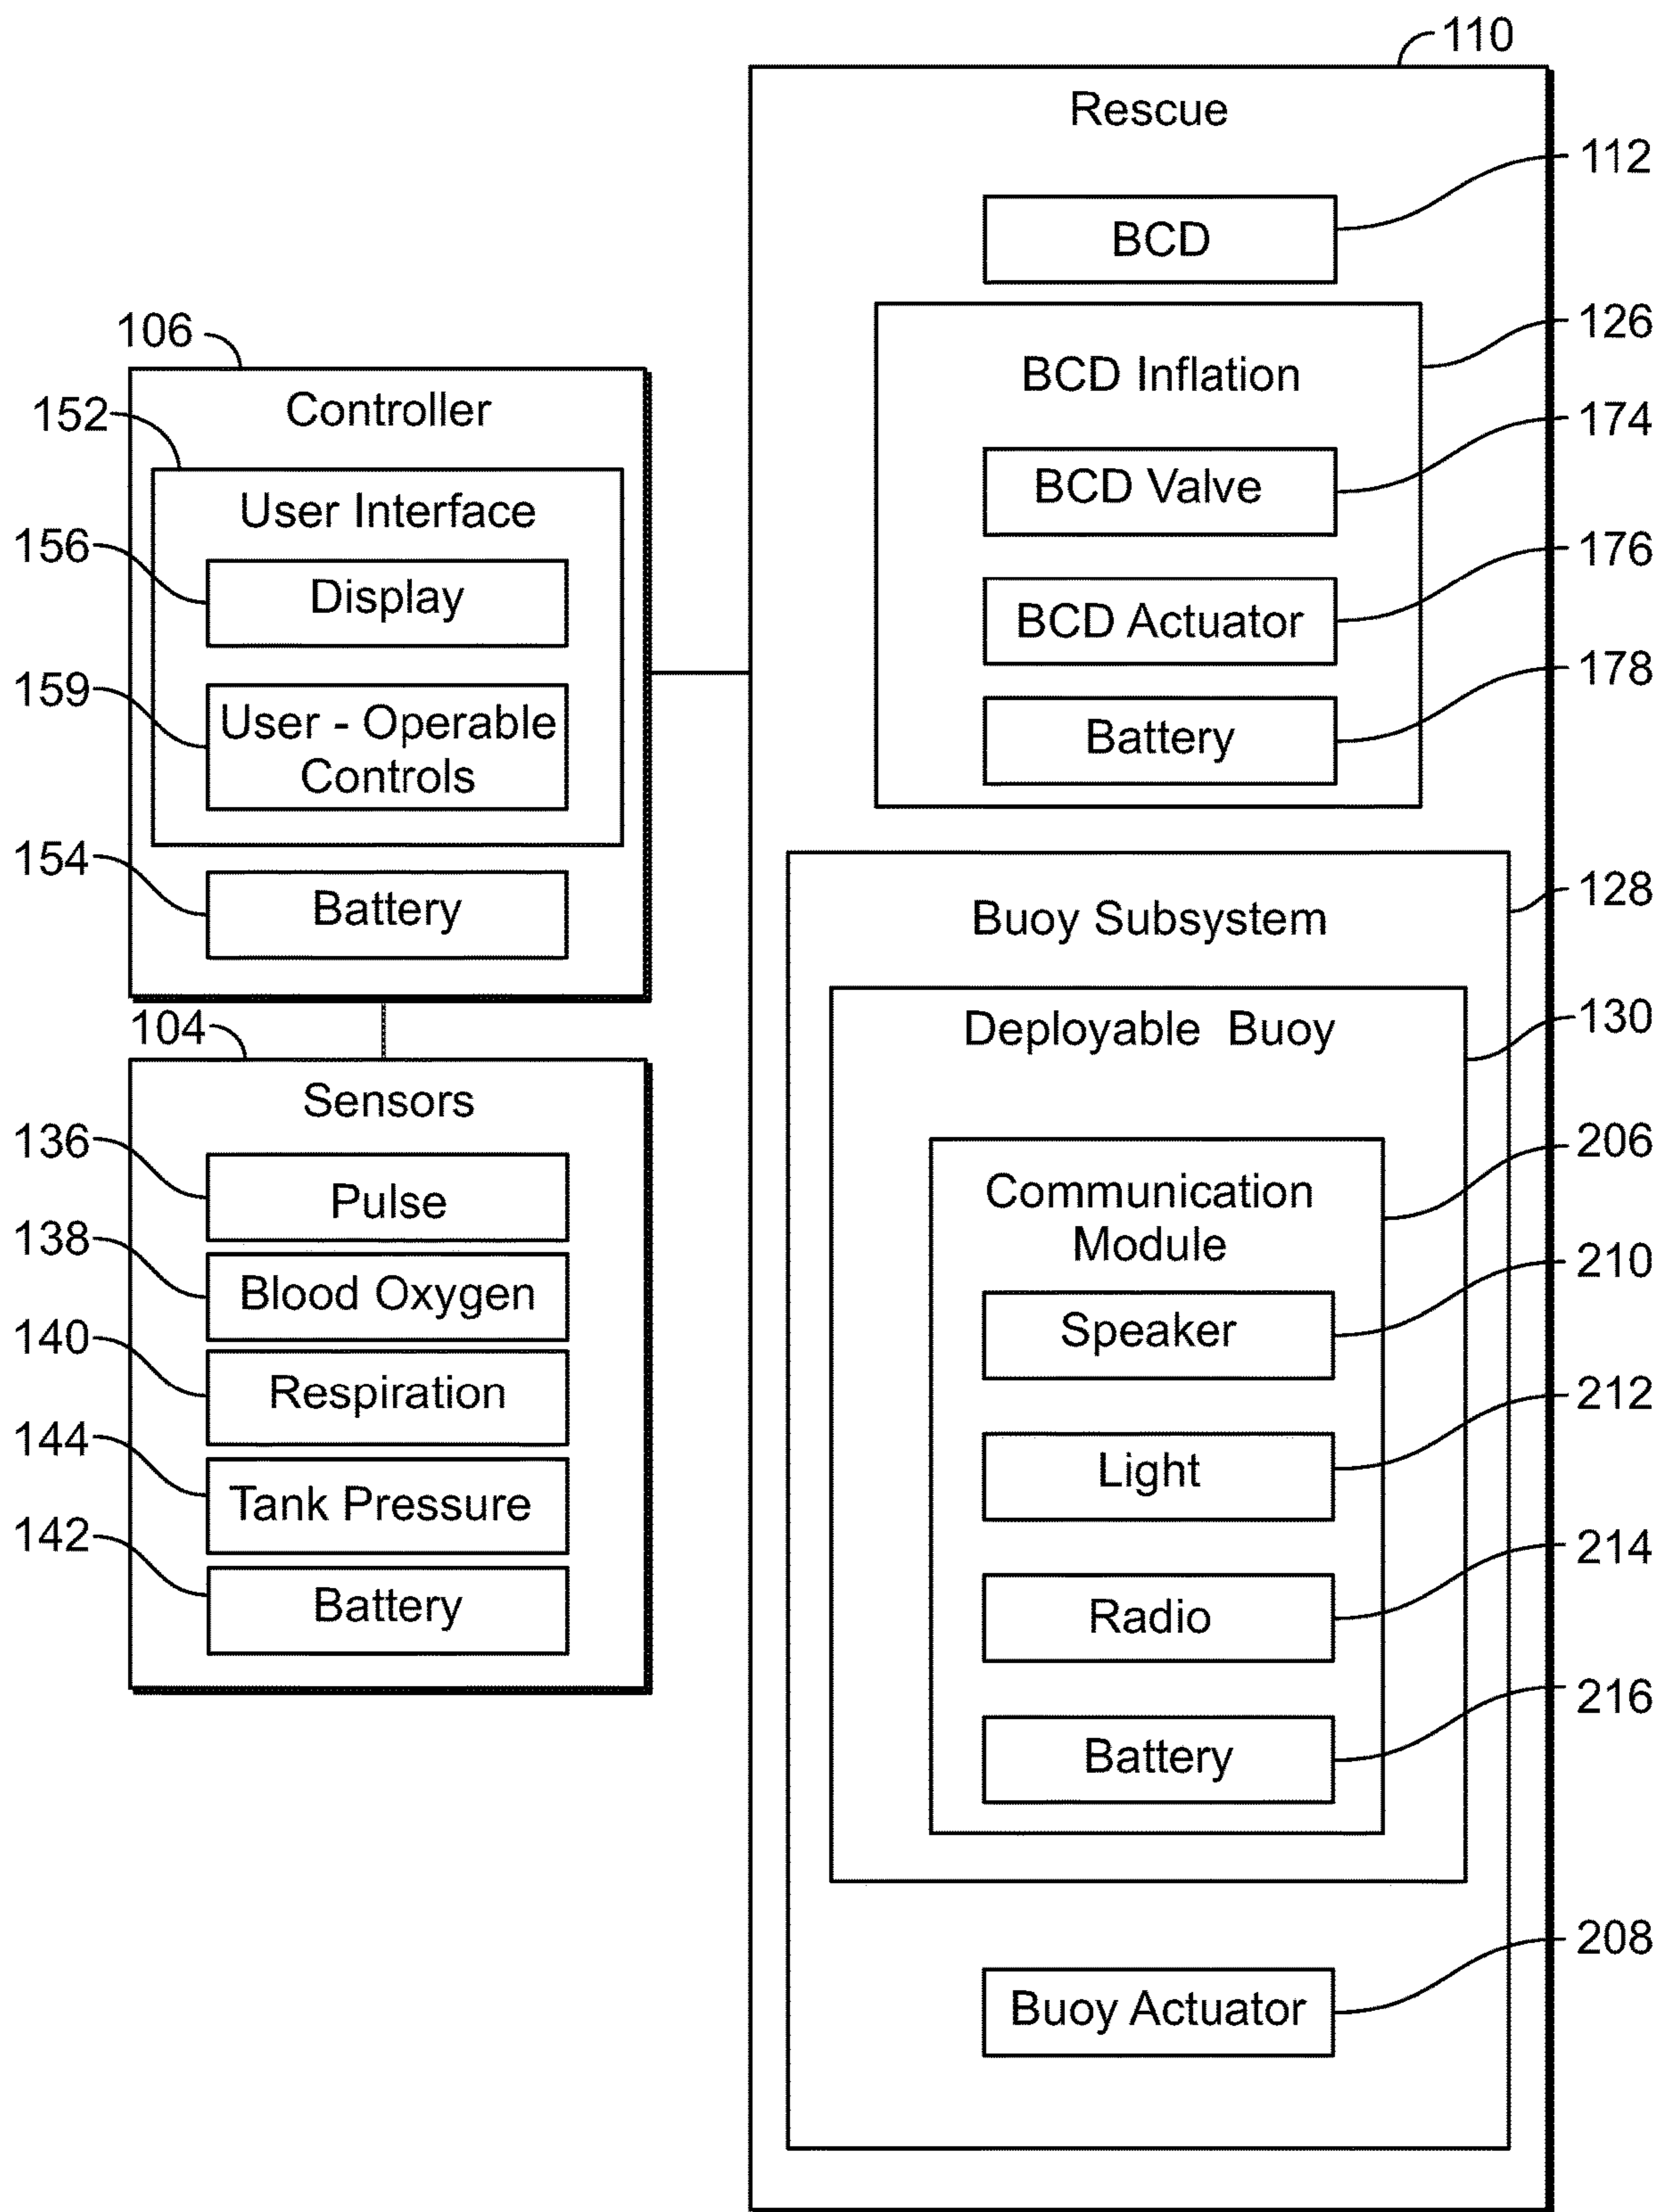 110
Rescue
112
BCD
126
BCD Inflation
174
BCD Valve
176
BCD Actuator
178
Battery
106
Controller
152
User Interface
156
Display
159
User - Operable
Controls
154
Battery
104
Sensors
136
Pulse
138
Blood Oxygen
140
Respiration
144
Tank Pressure
142
Battery
128
Buoy Subsystem
130
Deployable Buoy
206
Communication
Module
210
Speaker
212
Light
214
Radio
216
Battery
208
Buoy Actuator